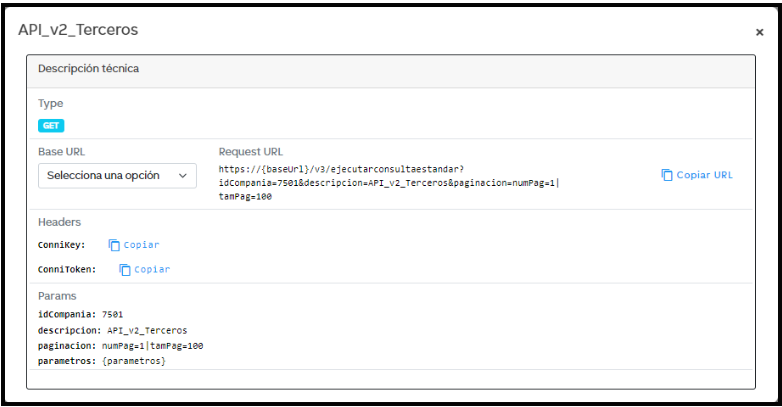 API_v2_Terceros
×
Descripción técnica
Type
GET
Base URL
Request URL
Selecciona una opción
https://{baseUrl}/v3/ejecutarconsultaestandar?
idCompania=7501&descripcion=API_v2_Terceros&paginacion=numPag=1|
tamPag=100
Copiar URL
Headers
ConniKey: Copiar
ConniToken: Copiar
Params
idCompania: 7501
descripcion: API_v2_Terceros
paginacion: numPag=1|tamPag=100
parametros: {parametros}